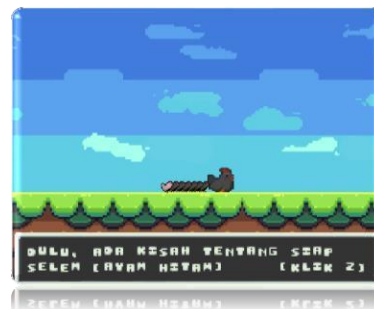 DULU, ADA KISAH TENTANG SIAP
SELEM (AYAM HITAM) (KLIK Z)